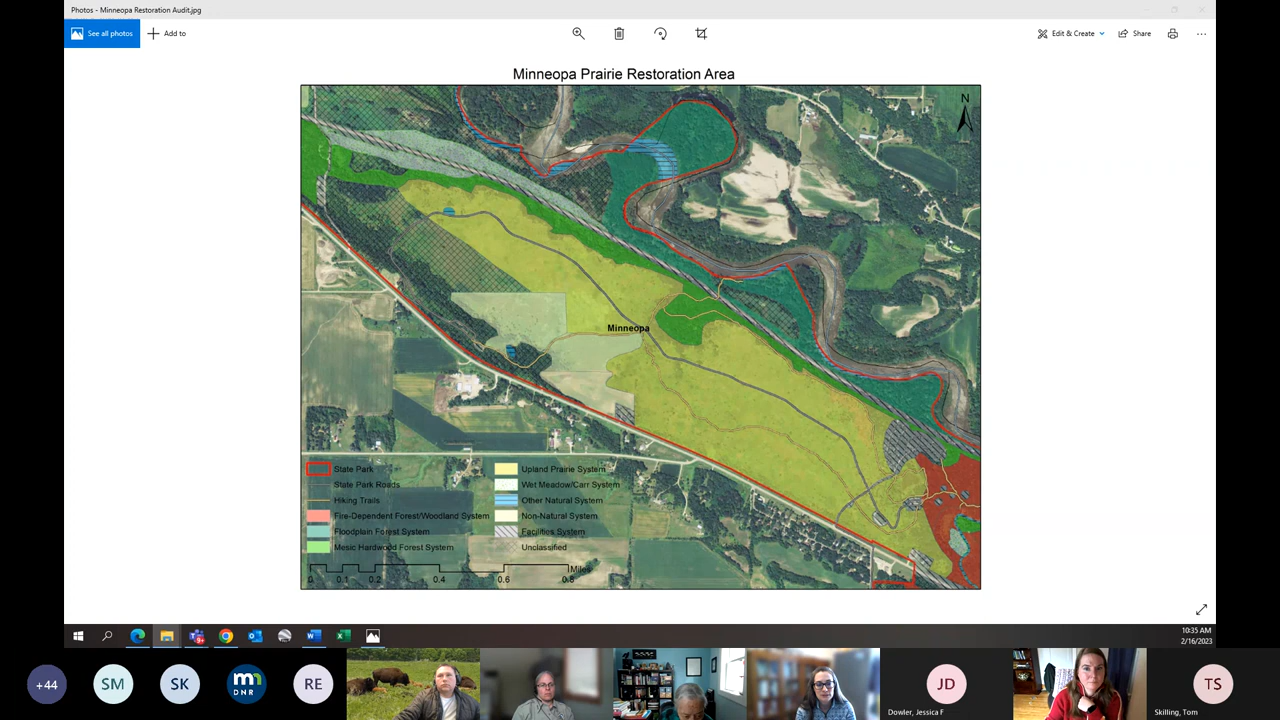 Photos - Minneopa Restoration Audit.jpg
See all photos
Add to
Edit & Create
Share
Minneopa Prairie Restoration Area
N
Minneopa
State Park
State Park Roads
Hiking Trails
Fire-Dependent Forest/Woodland System
Floodplain Forest System
Mesic Hardwood Forest System
Upland Prairie System
Wet Meadow/Carr System
Other Natural System
Non-Natural System
Facilities System
Unclassified
Miles
0 0.1 0.2 0.4 0.6 0.8
10:35 AM
2/16/2023
+44
SM
SK
DNR
RE
JD
TS
Dowler, Jessica F
Skilling, Tom